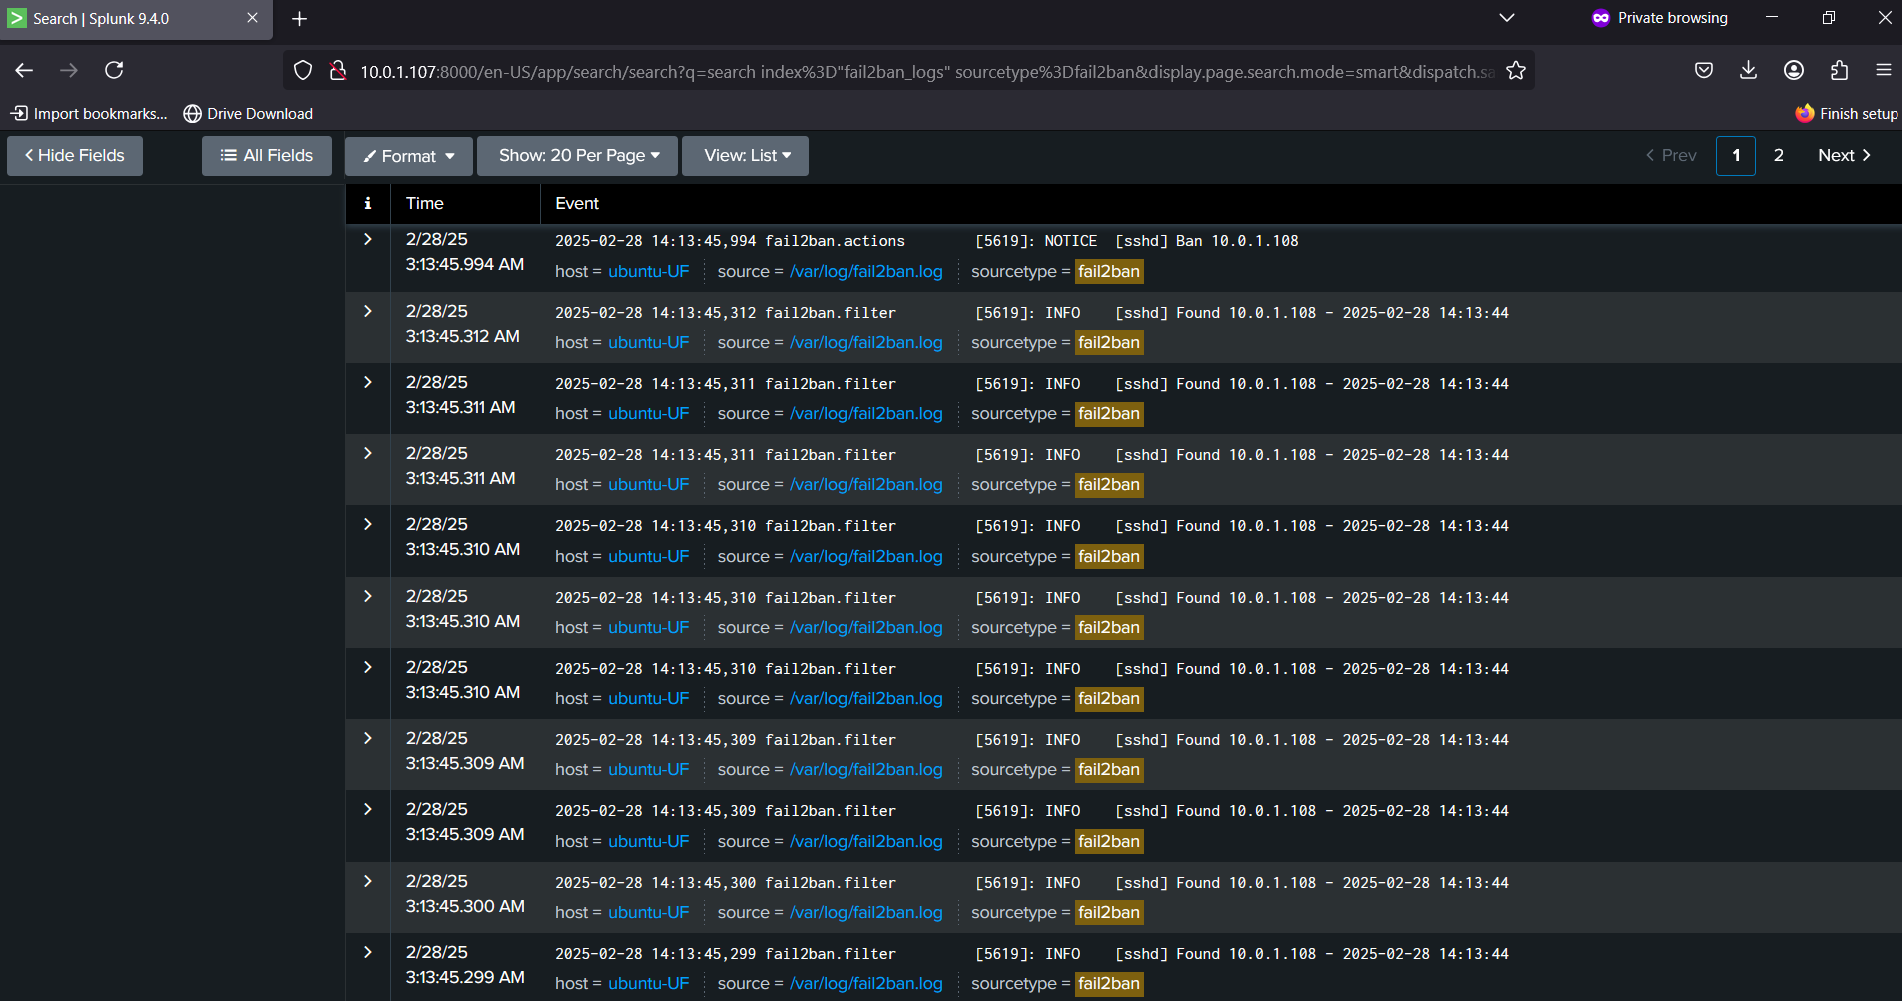 Search | Splunk 9.4.0
Private browsing
10.0.1.107:8000/en-US/app/search/search?q=search index%3D"fail2ban_logs" sourcetype%3Dfail2ban&display.page.search.mode=smart&dispatch.sa
Import bookmarks... Drive Download Finish setup
Hide Fields All Fields Format Show: 20 Per Page View: List Prev 1 2 Next
i Time Event
2/28/25 2025-02-28 14:13:45,994 fail2ban.actions [5619]: NOTICE [sshd] Ban 10.0.1.108
3:13:45.994 AM host = ubuntu-UF source = /var/log/fail2ban.log sourcetype = fail2ban
2/28/25 2025-02-28 14:13:45,312 fail2ban.filter [5619]: INFO [sshd] Found 10.0.1.108 - 2025-02-28 14:13:44
3:13:45.312 AM host = ubuntu-UF source = /var/log/fail2ban.log sourcetype = fail2ban
2/28/25 2025-02-28 14:13:45,311 fail2ban.filter [5619]: INFO [sshd] Found 10.0.1.108 - 2025-02-28 14:13:44
3:13:45.311 AM host = ubuntu-UF source = /var/log/fail2ban.log sourcetype = fail2ban
2/28/25 2025-02-28 14:13:45,311 fail2ban.filter [5619]: INFO [sshd] Found 10.0.1.108 - 2025-02-28 14:13:44
3:13:45.311 AM host = ubuntu-UF source = /var/log/fail2ban.log sourcetype = fail2ban
2/28/25 2025-02-28 14:13:45,310 fail2ban.filter [5619]: INFO [sshd] Found 10.0.1.108 - 2025-02-28 14:13:44
3:13:45.310 AM host = ubuntu-UF source = /var/log/fail2ban.log sourcetype = fail2ban
2/28/25 2025-02-28 14:13:45,310 fail2ban.filter [5619]: INFO [sshd] Found 10.0.1.108 - 2025-02-28 14:13:44
3:13:45.310 AM host = ubuntu-UF source = /var/log/fail2ban.log sourcetype = fail2ban
2/28/25 2025-02-28 14:13:45,310 fail2ban.filter [5619]: INFO [sshd] Found 10.0.1.108 - 2025-02-28 14:13:44
3:13:45.310 AM host = ubuntu-UF source = /var/log/fail2ban.log sourcetype = fail2ban
2/28/25 2025-02-28 14:13:45,309 fail2ban.filter [5619]: INFO [sshd] Found 10.0.1.108 - 2025-02-28 14:13:44
3:13:45.309 AM host = ubuntu-UF source = /var/log/fail2ban.log sourcetype = fail2ban
2/28/25 2025-02-28 14:13:45,309 fail2ban.filter [5619]: INFO [sshd] Found 10.0.1.108 - 2025-02-28 14:13:44
3:13:45.309 AM host = ubuntu-UF source = /var/log/fail2ban.log sourcetype = fail2ban
2/28/25 2025-02-28 14:13:45,300 fail2ban.filter [5619]: INFO [sshd] Found 10.0.1.108 - 2025-02-28 14:13:44
3:13:45.300 AM host = ubuntu-UF source = /var/log/fail2ban.log sourcetype = fail2ban
2/28/25 2025-02-28 14:13:45,299 fail2ban.filter [5619]: INFO [sshd] Found 10.0.1.108 - 2025-02-28 14:13:44
3:13:45.299 AM host = ubuntu-UF source = /var/log/fail2ban.log sourcetype = fail2ban